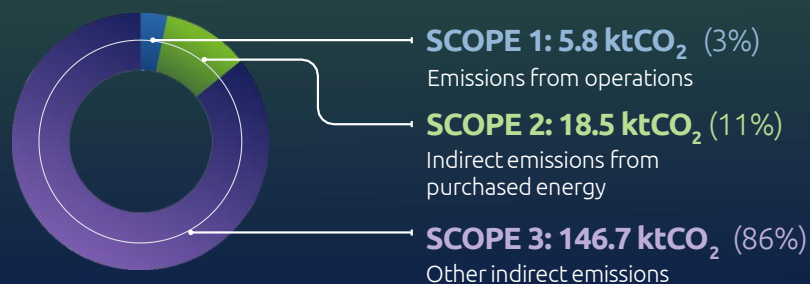 SCOPE 1: 5.8 ktCO₂ (3%)
Emissions from operations
SCOPE 2: 18.5 ktCO₂ (11%)
Indirect emissions from
purchased energy
SCOPE 3: 146.7 ktCO₂ (86%)
Other indirect emissions